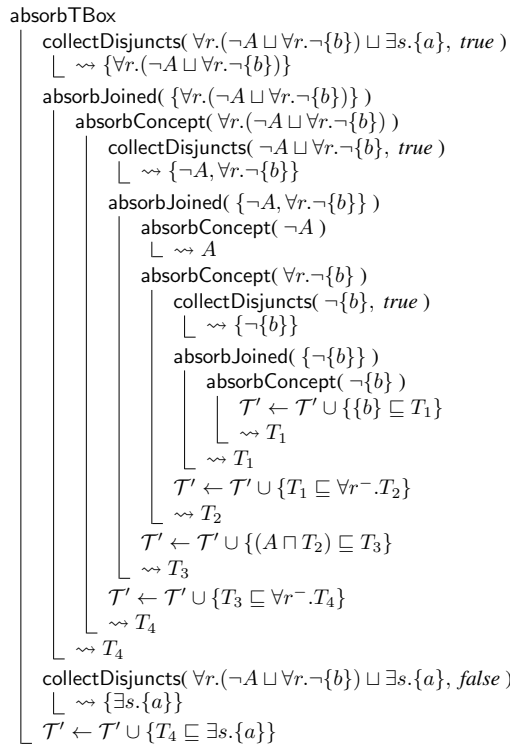 absorbTBox
collectDisjuncts( ∀r.(¬A ⊔ ∀r.¬{b}) ⊔ ∃s.{a}, true )
⇝ {∀r.(¬A ⊔ ∀r.¬{b})}
absorbJoined( {∀r.(¬A ⊔ ∀r.¬{b})} )
absorbConcept( ∀r.(¬A ⊔ ∀r.¬{b}) )
collectDisjuncts( ¬A ⊔ ∀r.¬{b}, true )
⇝ {¬A, ∀r.¬{b}}
absorbJoined( {¬A, ∀r.¬{b}} )
absorbConcept( ¬A )
⇝ A
absorbConcept( ∀r.¬{b} )
collectDisjuncts( ¬{b}, true )
⇝ {¬{b}}
absorbJoined( {¬{b}} )
absorbConcept( ¬{b} )
𝒯′ ← 𝒯′ ∪ {{b} ⊑ T₁}
⇝ T₁
⇝ T₁
𝒯′ ← 𝒯′ ∪ {T₁ ⊑ ∀r⁻.T₂}
⇝ T₂
𝒯′ ← 𝒯′ ∪ {(A ⊓ T₂) ⊑ T₃}
⇝ T₃
𝒯′ ← 𝒯′ ∪ {T₃ ⊑ ∀r⁻.T₄}
⇝ T₄
⇝ T₄
collectDisjuncts( ∀r.(¬A ⊔ ∀r.¬{b}) ⊔ ∃s.{a}, false )
⇝ {∃s.{a}}
𝒯′ ← 𝒯′ ∪ {T₄ ⊑ ∃s.{a}}